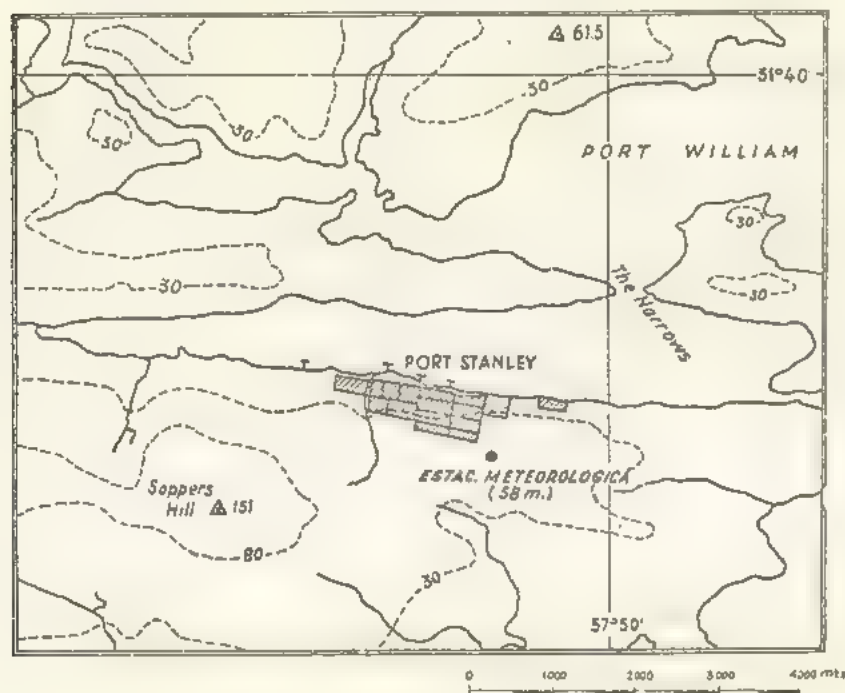 61.5
51°40'
30
30
30
PORT WILLIAM
30
30
30
The Narrows
PORT STANLEY
ESTAC. METEOROLOGICA
(58 m.)
Sappers
Hill 151
80
30
57°50'
0 1000 2000 3000 4000 mts